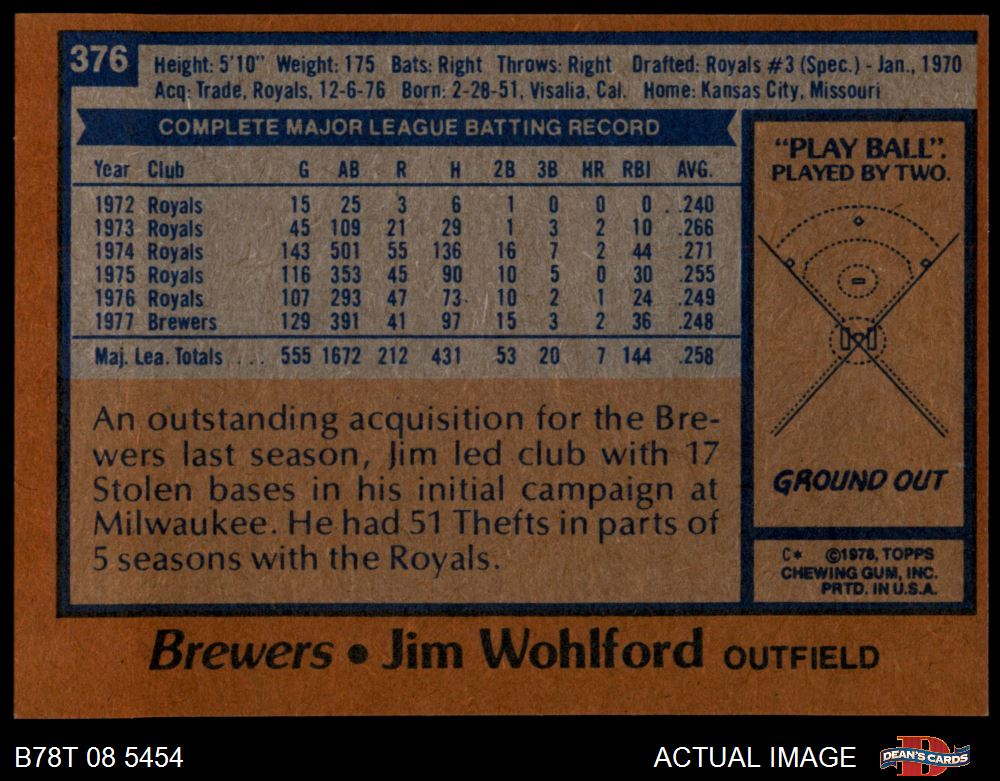 376
Height: 5'10" Weight: 175 Bats: Right Throws: Right Drafted: Royals #3 (Spec.) - Jan., 1970
Acq: Trade, Royals, 12-6-76 Born: 2-28-51, Visalia, Cal. Home: Kansas City, Missouri
COMPLETE MAJOR LEAGUE BATTING RECORD
Year Club G AB R H 2B 3B HR RBI AVG.
1972 Royals 15 25 3 6 1 0 0 0 .240
1973 Royals 45 109 21 29 1 3 2 10 .266
1974 Royals 143 501 55 136 16 7 2 44 .271
1975 Royals 116 353 45 90 10 5 0 30 .255
1976 Royals 107 293 47 73 10 2 1 24 .249
1977 Brewers 129 391 41 97 15 3 2 36 .248
Maj. Lea. Totals .... 555 1672 212 431 53 20 7 144 .258
An outstanding acquisition for the Bre-
wers last season, Jim led club with 17
Stolen bases in his initial campaign at
Milwaukee. He had 51 Thefts in parts of
5 seasons with the Royals.
"PLAY BALL".
PLAYED BY TWO.
GROUND OUT
C* ©1978, TOPPS
CHEWING GUM, INC.
PRTD. IN U.S.A.
Brewers • Jim Wohlford OUTFIELD
B78T 08 5454
ACTUAL IMAGE
DEAN'S CARDS